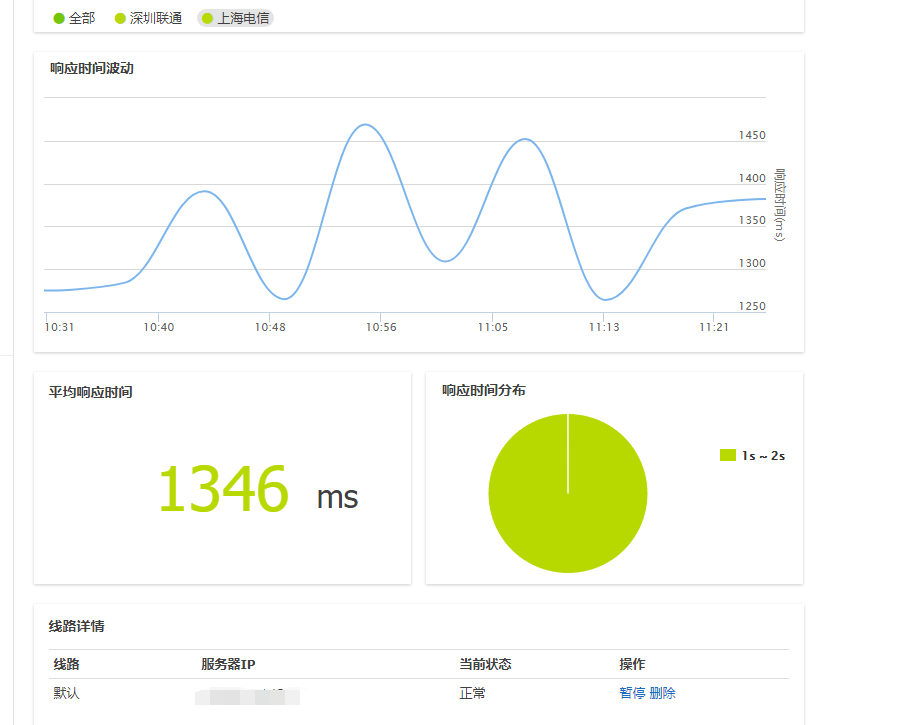 全部 深圳联通 上海电信
响应时间波动
1450
1400
1350
1300
1250
响应时间(ms)
10:31 10:40 10:48 10:56 11:05 11:13 11:21
平均响应时间
1346 ms
响应时间分布
1s ~ 2s
线路详情
线路 服务器IP 当前状态 操作
默认 正常 暂停 删除